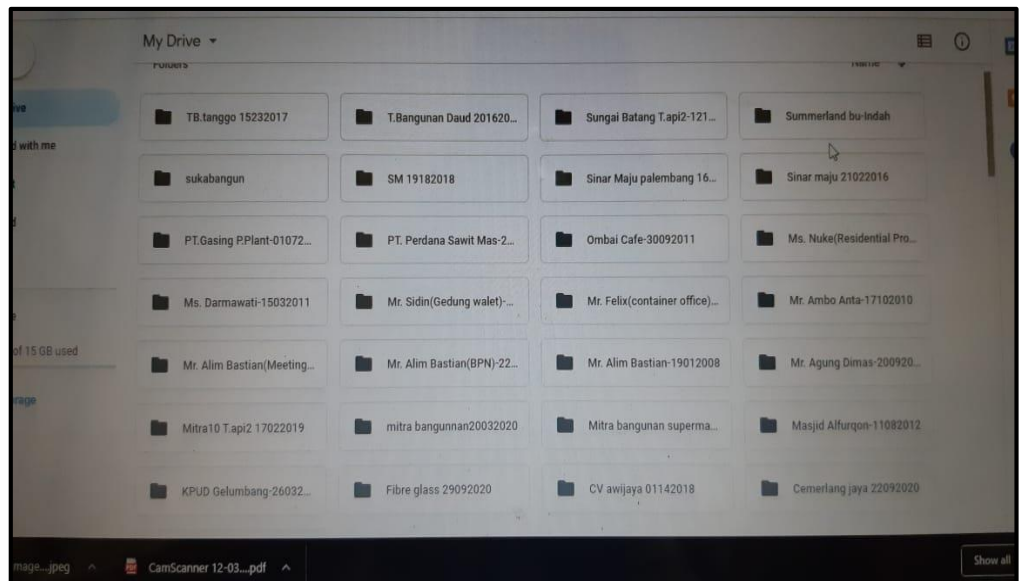 My Drive
Folders
Name
ve
d with me
TB.tanggo 15232017
T.Bangunan Daud 201620...
Sungai Batang T.api2-121...
Summerland bu-Indah
sukabangun
SM 19182018
Sinar Maju palembang 16...
Sinar maju 21022016
PT.Gasing P.Plant-01072...
PT. Perdana Sawit Mas-2...
Ombai Cafe-30092011
Ms. Nuke(Residential Pro...
Ms. Darmawati-15032011
Mr. Sidin(Gedung walet)-...
Mr. Felix(container office)...
Mr. Ambo Anta-17102010
of 15 GB used
Mr. Alim Bastian(Meeting...
Mr. Alim Bastian(BPN)-22...
Mr. Alim Bastian-19012008
Mr. Agung Dimas-200920...
rage
Mitra10 T.api2 17022019
mitra bangunnan20032020
Mitra bangunan superma...
Masjid Alfurqon-11082012
KPUD Gelumbang-26032...
Fibre glass 29092020
CV awijaya 01142018
Cemerlang jaya 22092020
mage...jpeg
CamScanner 12-03....pdf
Show all